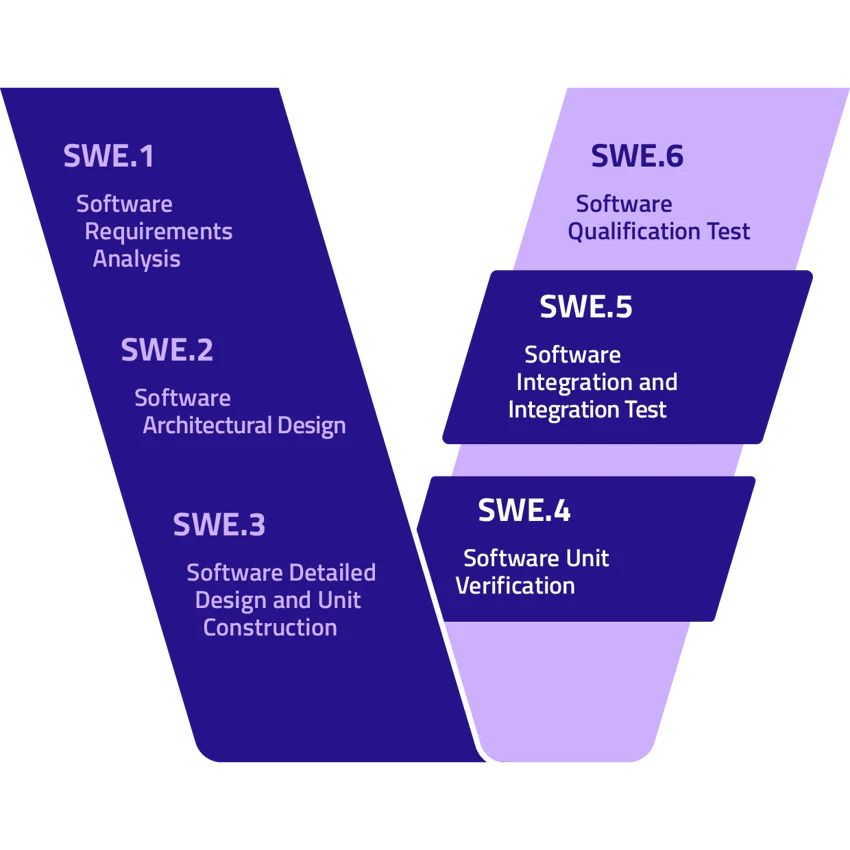 SWE.1
Software
Requirements
Analysis
SWE.2
Software
Architectural Design
SWE.3
Software Detailed
Design and Unit
Construction
SWE.6
Software
Qualification Test
SWE.5
Software
Integration and
Integration Test
SWE.4
Software Unit
Verification